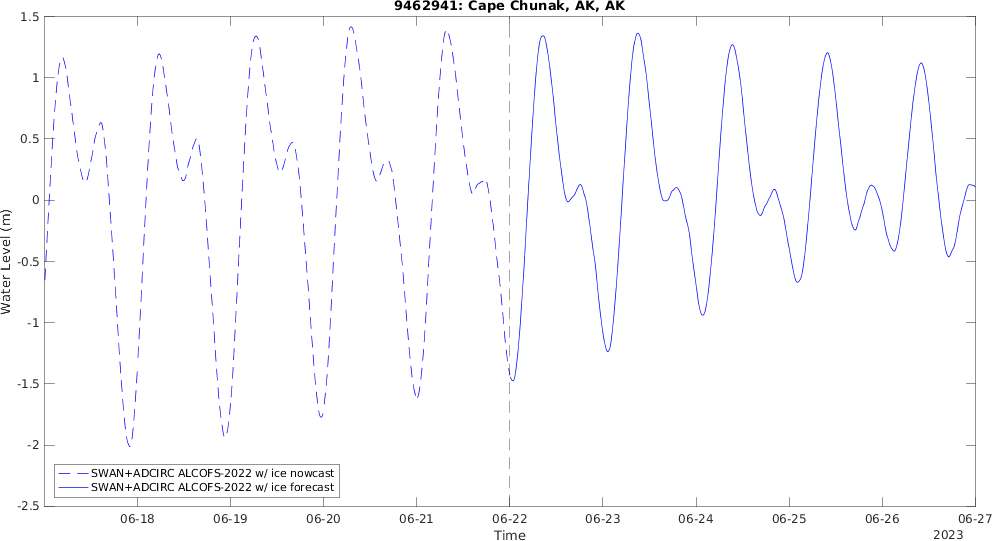 9462941: Cape Chunak, AK, AK
Water Level (m)
1.5
1
0.5
0
-0.5
-1
-1.5
-2
-2.5
SWAN+ADCIRC ALCOFS-2022 w/ ice nowcast
SWAN+ADCIRC ALCOFS-2022 w/ ice forecast
06-18 06-19 06-20 06-21 06-22 06-23 06-24 06-25 06-26 06-27
Time
2023